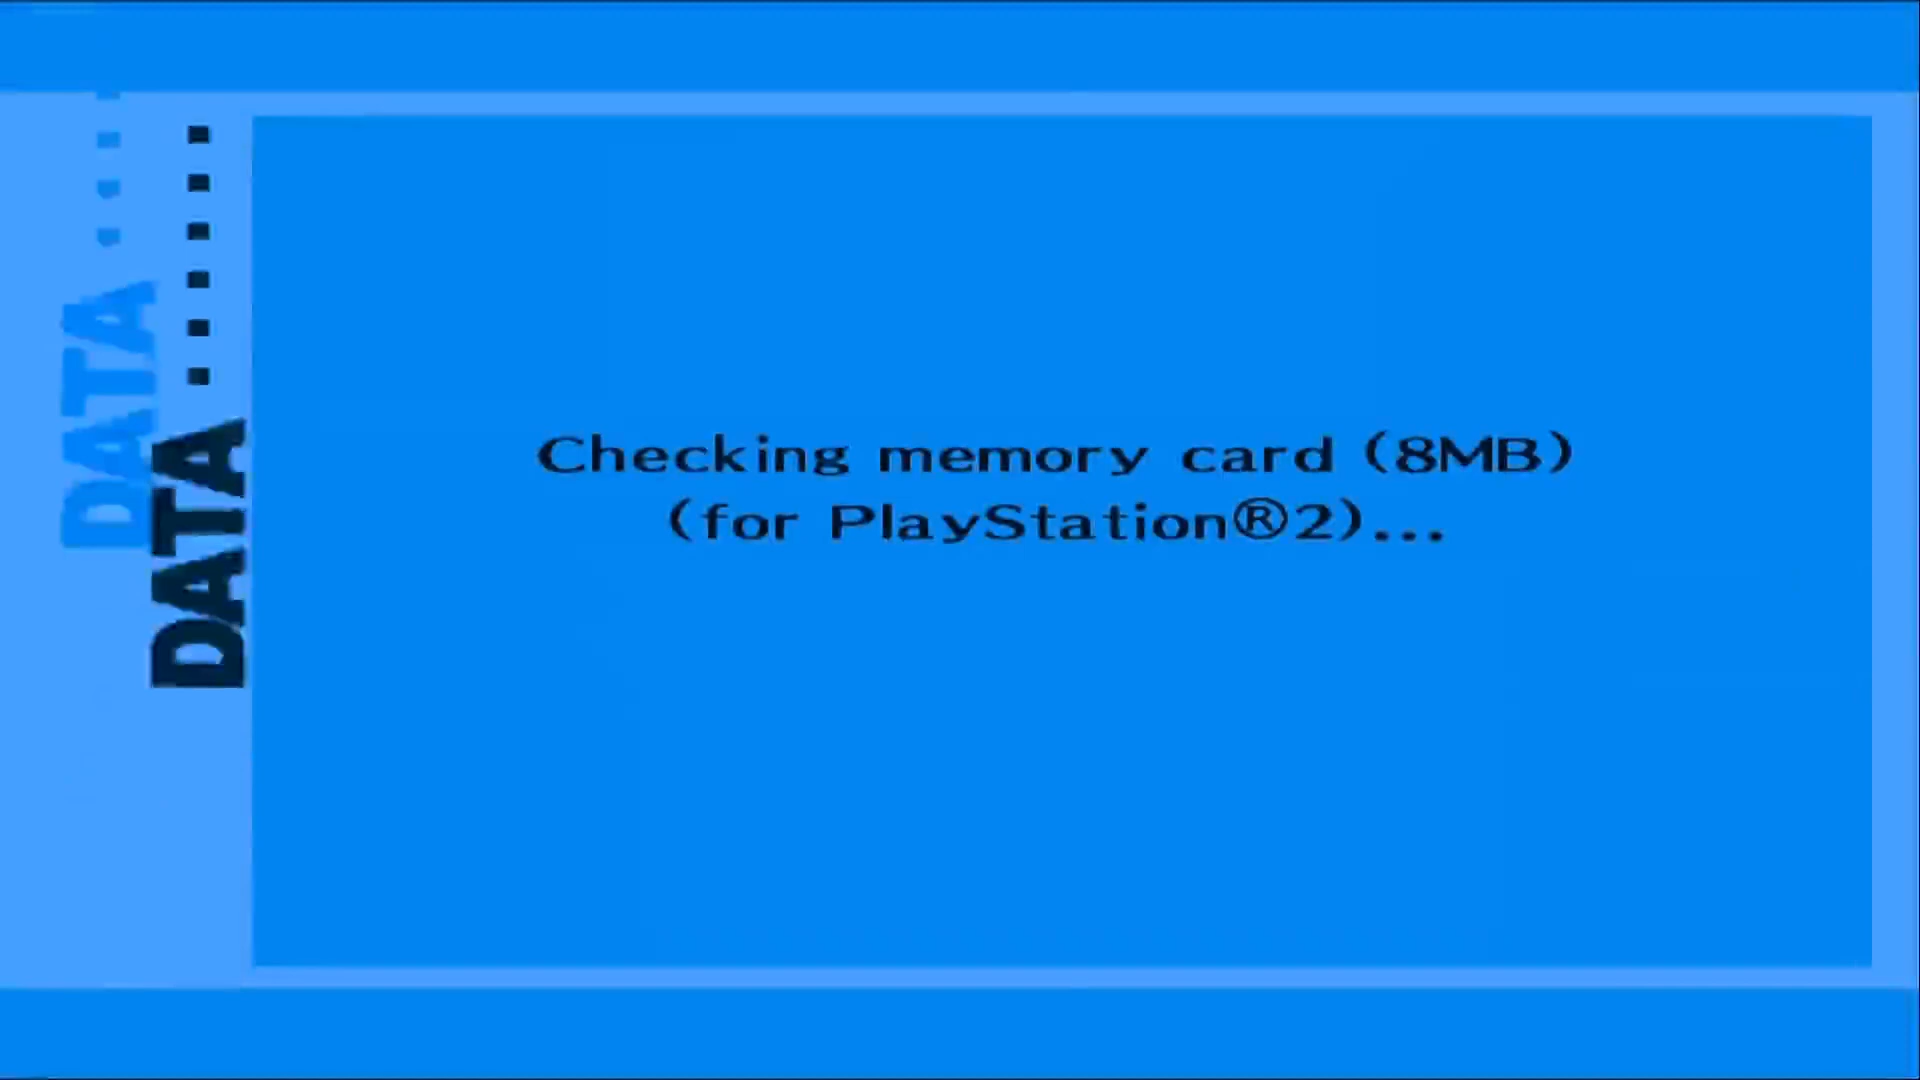 DATA ......
DATA ....
Checking memory card (8MB)
(for PlayStation®2)...